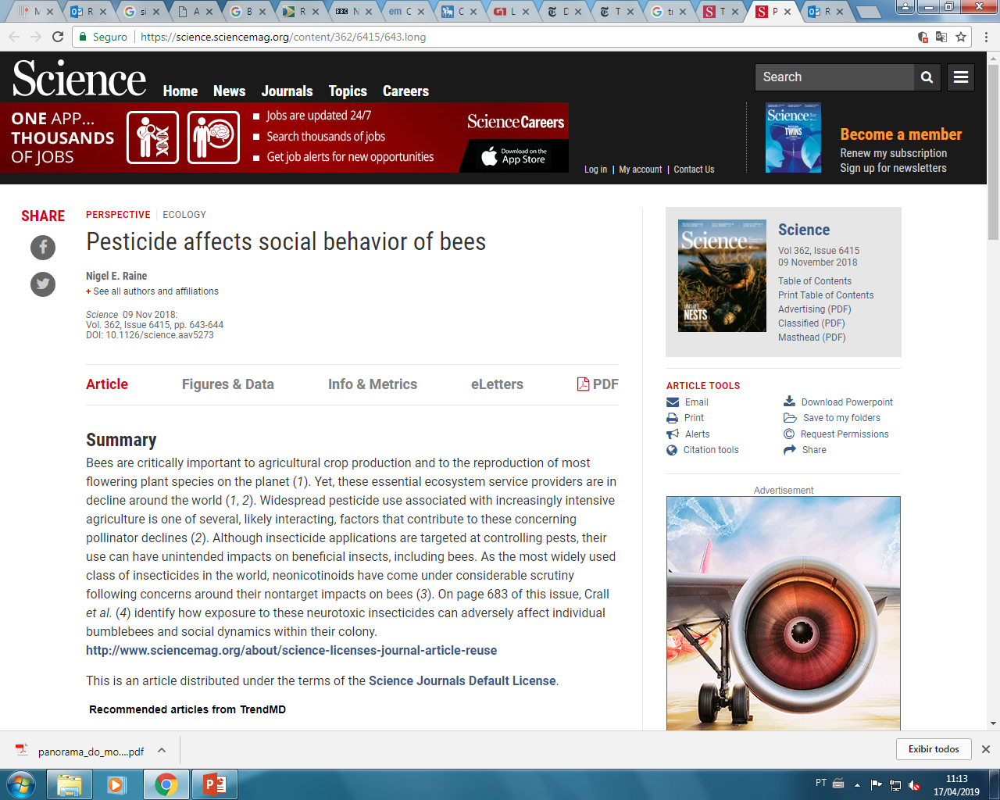 M
R
si
A
B
R
BBC N
em C
C
G1 L
D
T
tr
S T
S P
R
Seguro
https://science.sciencemag.org/content/362/6415/643.long
Science
Home
News
Journals
Topics
Careers
Search
ONE APP...
THOUSANDS
OF JOBS
Jobs are updated 24/7
Search thousands of jobs
Get job alerts for new opportunities
Science Careers
Download on the
App Store
Log in | My account | Contact Us
Science
TWINS
Become a member
Renew my subscription
Sign up for newsletters
SHARE
PERSPECTIVE ECOLOGY
Pesticide affects social behavior of bees
Nigel E. Raine
+ See all authors and affiliations
Science 09 Nov 2018:
Vol. 362, Issue 6415, pp. 643-644
DOI: 10.1126/science.aav5273
Article
Figures & Data
Info & Metrics
eLetters
PDF
Summary
Bees are critically important to agricultural crop production and to the reproduction of most
flowering plant species on the planet (1). Yet, these essential ecosystem service providers are in
decline around the world (1, 2). Widespread pesticide use associated with increasingly intensive
agriculture is one of several, likely interacting, factors that contribute to these concerning
pollinator declines (2). Although insecticide applications are targeted at controlling pests, their
use can have unintended impacts on beneficial insects, including bees. As the most widely used
class of insecticides in the world, neonicotinoids have come under considerable scrutiny
following concerns around their nontarget impacts on bees (3). On page 683 of this issue, Crall
et al. (4) identify how exposure to these neurotoxic insecticides can adversely affect individual
bumblebees and social dynamics within their colony.
http://www.sciencemag.org/about/science-licenses-journal-article-reuse
This is an article distributed under the terms of the Science Journals Default License.
Recommended articles from TrendMD
Science
NESTS
Science
Vol 362, Issue 6415
09 November 2018
Table of Contents
Print Table of Contents
Advertising (PDF)
Classified (PDF)
Masthead (PDF)
ARTICLE TOOLS
Email
Print
Alerts
Citation tools
Download Powerpoint
Save to my folders
Request Permissions
Share
Advertisement
panorama_do_mo....pdf
Exibir todos
PT
11:13
17/04/2019